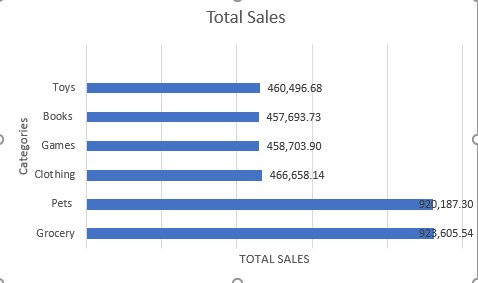 Total Sales
Categories
Toys 460,496.68
Books 457,693.73
Games 458,703.90
Clothing 466,658.14
Pets 920,187.30
Grocery 923,605.54
TOTAL SALES